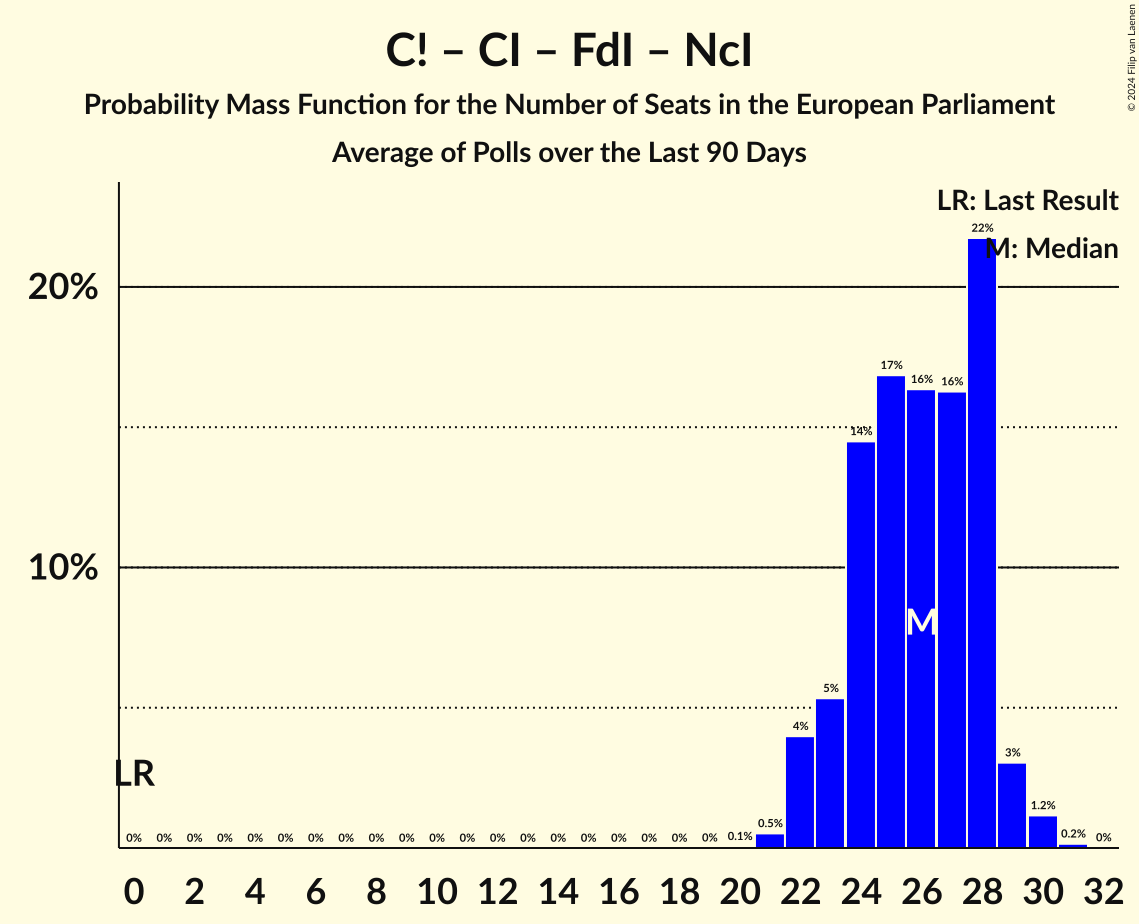 C! – CI – FdI – NcI
Probability Mass Function for the Number of Seats in the European Parliament
Average of Polls over the Last 90 Days
© 2024 Filip van Laenen
LR: Last Result
M: Median
22%
20%
17%
16%
16%
14%
10%
M
5%
4%
LR
3%
1.2%
0% 0% 0% 0% 0% 0% 0% 0% 0% 0% 0% 0% 0% 0% 0% 0% 0% 0% 0% 0% 0.1% 0.5% 0.2% 0%
0 2 4 6 8 10 12 14 16 18 20 22 24 26 28 30 32